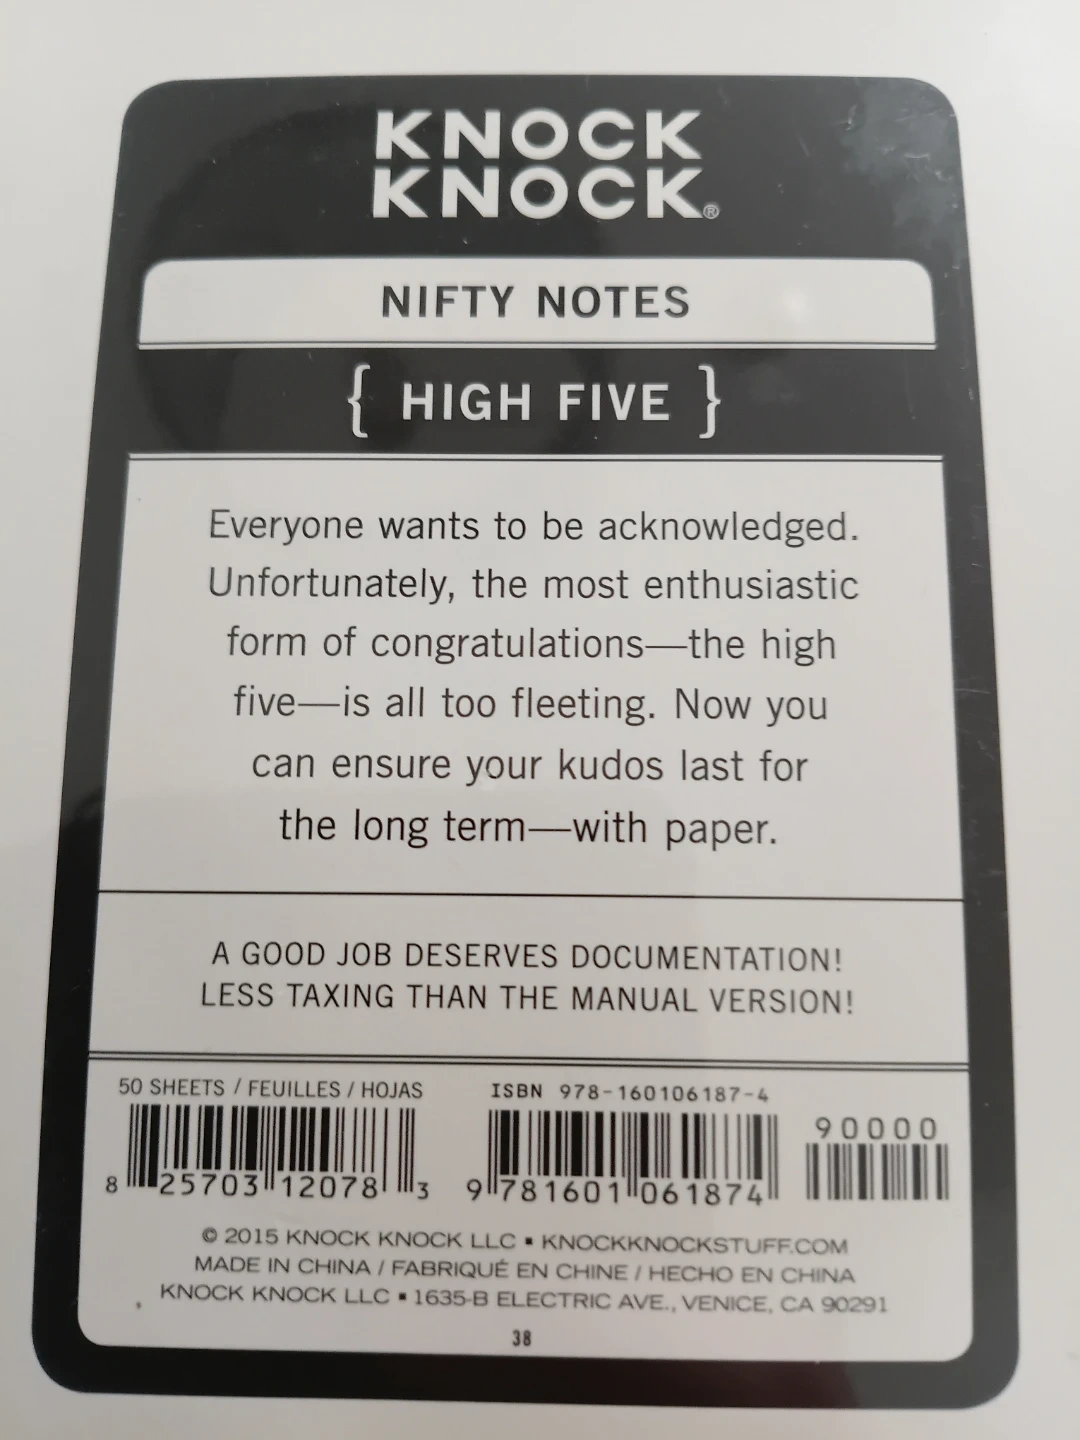 KNOCK
KNOCK®
NIFTY NOTES
{ HIGH FIVE }
Everyone wants to be acknowledged.
Unfortunately, the most enthusiastic
form of congratulations—the high
five—is all too fleeting. Now you
can ensure your kudos last for
the long term—with paper.
A GOOD JOB DESERVES DOCUMENTATION!
LESS TAXING THAN THE MANUAL VERSION!
50 SHEETS / FEUILLES / HOJAS
8 25703 12078 3
ISBN 978-160106187-4
9 781601 061874
90000
© 2015 KNOCK KNOCK LLC ▪ KNOCKKNOCKSTUFF.COM
MADE IN CHINA / FABRIQUÉ EN CHINE / HECHO EN CHINA
KNOCK KNOCK LLC ▪ 1635-B ELECTRIC AVE., VENICE, CA 90291
38